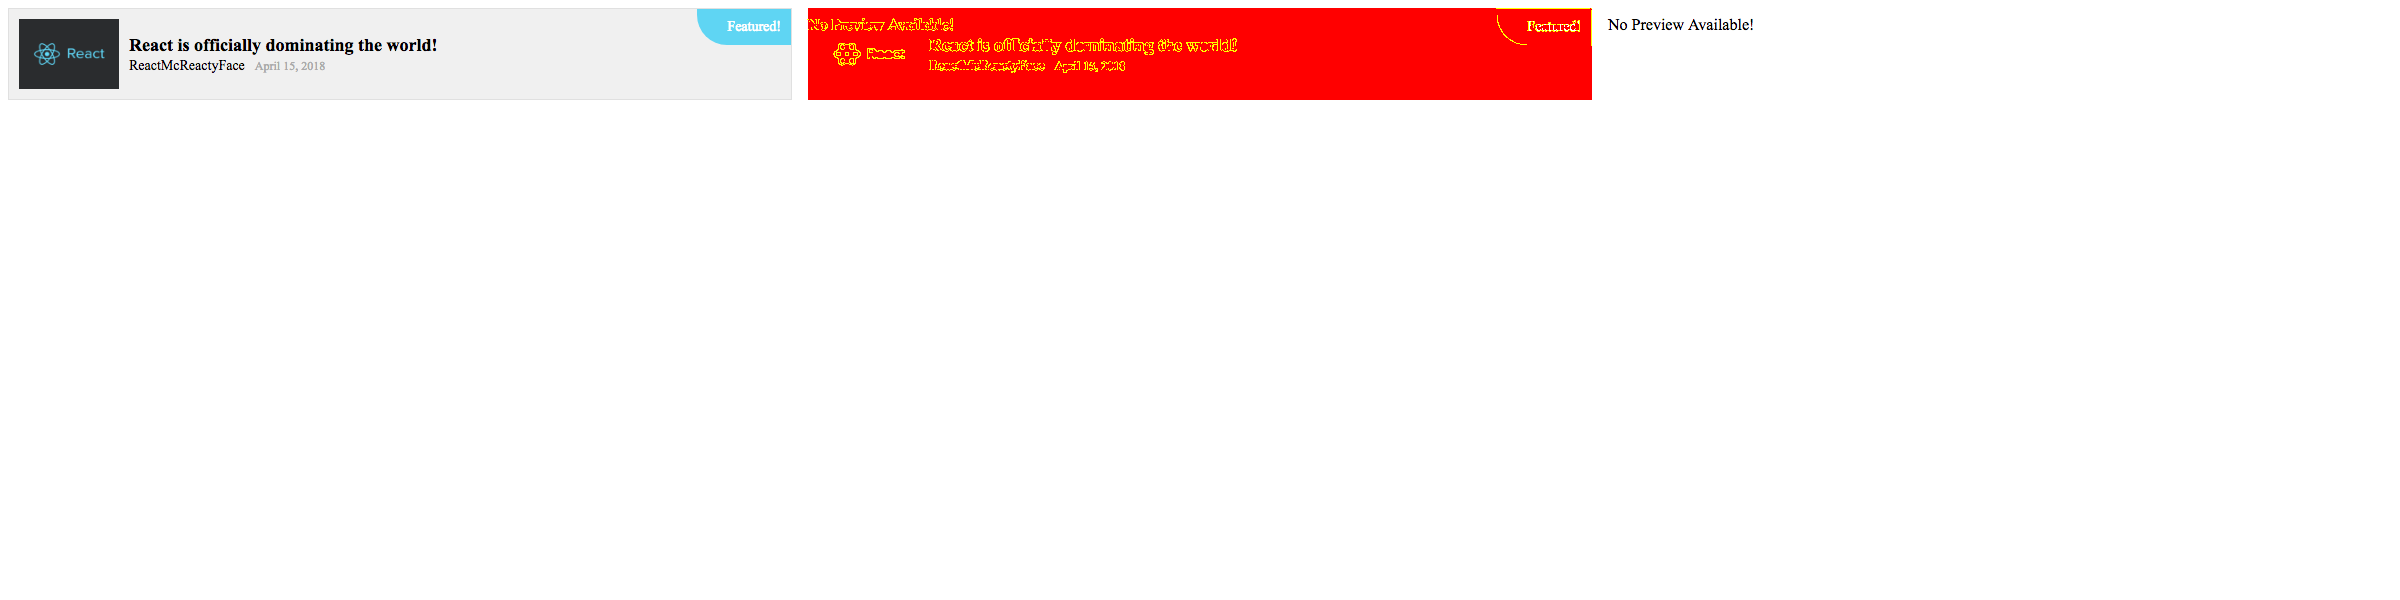 Featured!
React
React is officially dominating the world!
ReactMcReactyFace April 15, 2018
No Preview Available!
Featured!
React
React is officially dominating the world!
ReactMcReactyFace April 15, 2018
No Preview Available!